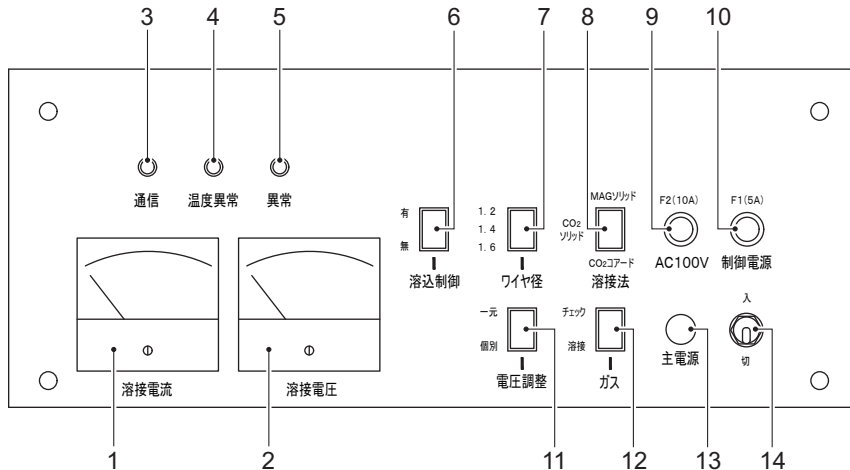 3 4 5 6 7 8 9 10
通信 温度異常 異常
有
無
溶込制御
1.2
1.4
1.6
ワイヤ径
MAGソリッド
CO2
ソリッド
CO2コアード
溶接法
F2(10A)
AC100V
F1(5A)
制御電源
一元
個別
電圧調整
チェック
溶接
ガス
主電源
入
切
溶接電流 溶接電圧
1 2 11 12 13 14